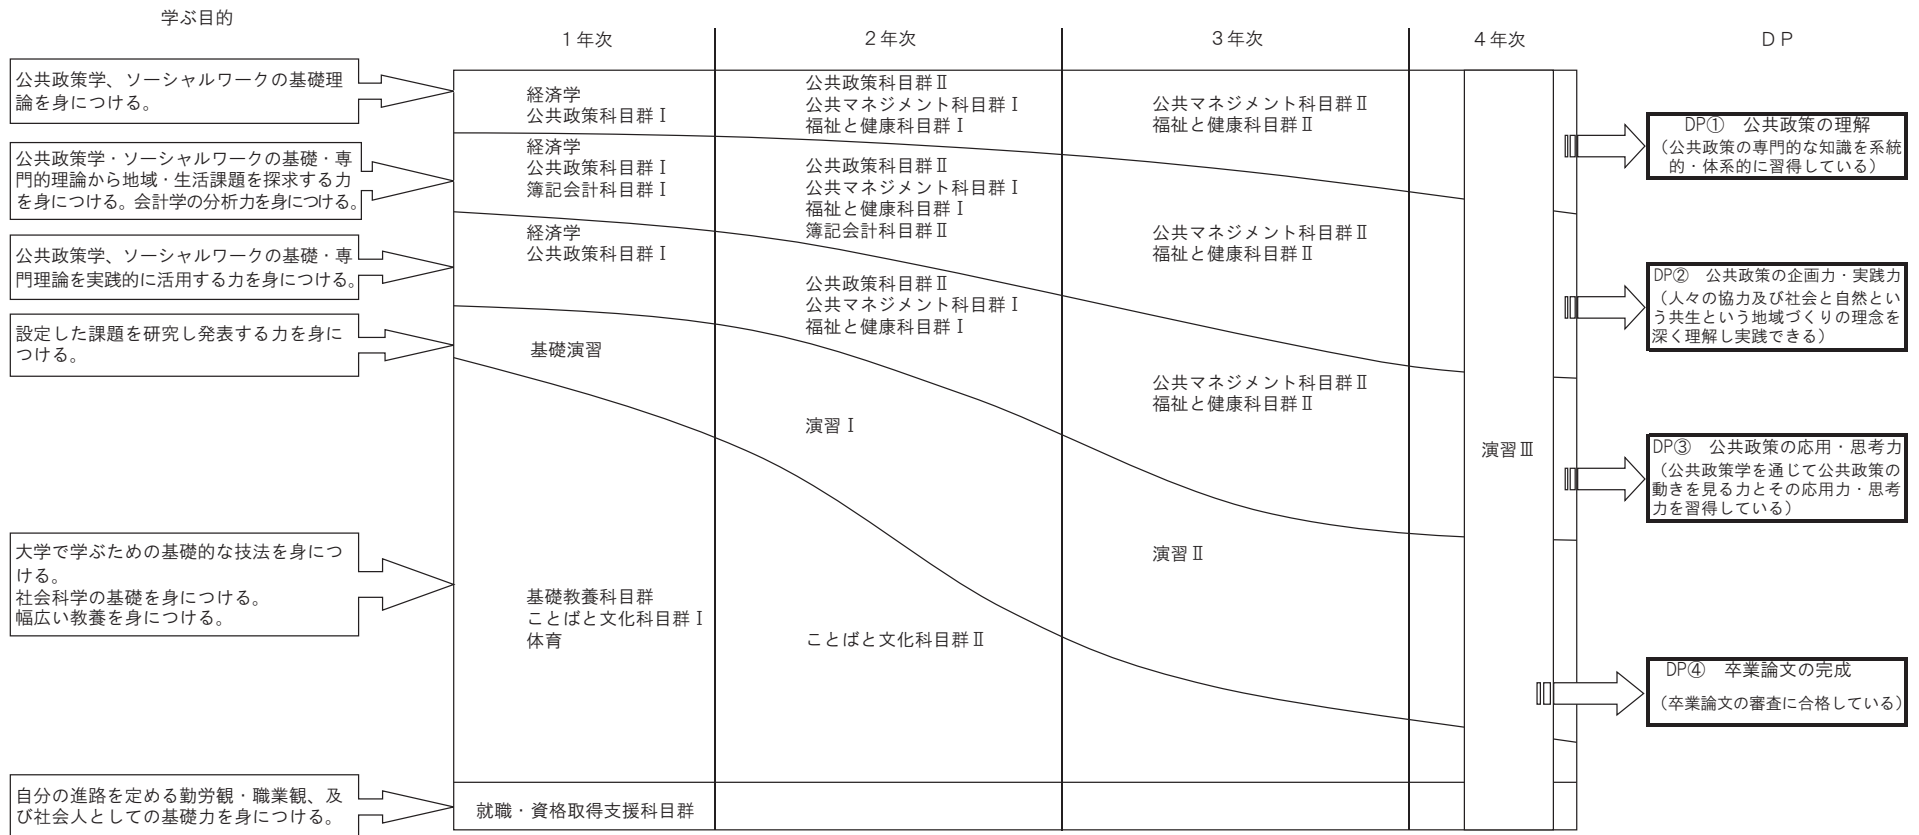 学ぶ目的
1年次
2年次
3年次
4年次
DP
公共政策学、ソーシャルワークの基礎理
論を身につける。
公共政策学・ソーシャルワークの基礎・専
門的理論から地域・生活課題を探求する力
を身につける。会計学の分析力を身につける。
公共政策学、ソーシャルワークの基礎・専
門理論を実践的に活用する力を身につける。
設定した課題を研究し発表する力を身に
つける。
大学で学ぶための基礎的な技法を身につ
ける。
社会科学の基礎を身につける。
幅広い教養を身につける。
自分の進路を定める勤労観・職業観、及
び社会人としての基礎力を身につける。
経済学
公共政策科目群Ⅰ
経済学
公共政策科目群Ⅰ
簿記会計科目群Ⅰ
経済学
公共政策科目群Ⅰ
基礎演習
基礎教養科目群
ことばと文化科目群Ⅰ
体育
就職・資格取得支援科目群
公共政策科目群Ⅱ
公共マネジメント科目群Ⅰ
福祉と健康科目群Ⅰ
公共政策科目群Ⅱ
公共マネジメント科目群Ⅰ
福祉と健康科目群Ⅰ
簿記会計科目群Ⅱ
公共政策科目群Ⅱ
公共マネジメント科目群Ⅰ
福祉と健康科目群Ⅰ
演習Ⅰ
ことばと文化科目群Ⅱ
公共マネジメント科目群Ⅱ
福祉と健康科目群Ⅱ
公共マネジメント科目群Ⅱ
福祉と健康科目群Ⅱ
公共マネジメント科目群Ⅱ
福祉と健康科目群Ⅱ
演習Ⅱ
演習Ⅲ
DP① 公共政策の理解
（公共政策の専門的な知識を系統
的・体系的に習得している）
DP② 公共政策の企画力・実践力
（人々の協力及び社会と自然とい
う共生という地域づくりの理念を
深く理解し実践できる）
DP③ 公共政策の応用・思考力
（公共政策学を通じて公共政策の
動きを見る力とその応用力・思考
力を習得している）
DP④ 卒業論文の完成
（卒業論文の審査に合格している）